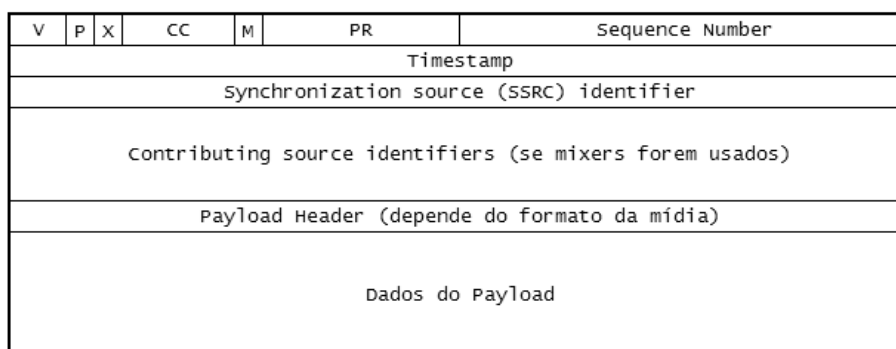 V P X CC M PR Sequence Number
Timestamp
Synchronization source (SSRC) identifier
Contributing source identifiers (se mixers forem usados)
Payload Header (depende do formato da mídia)
Dados do Payload